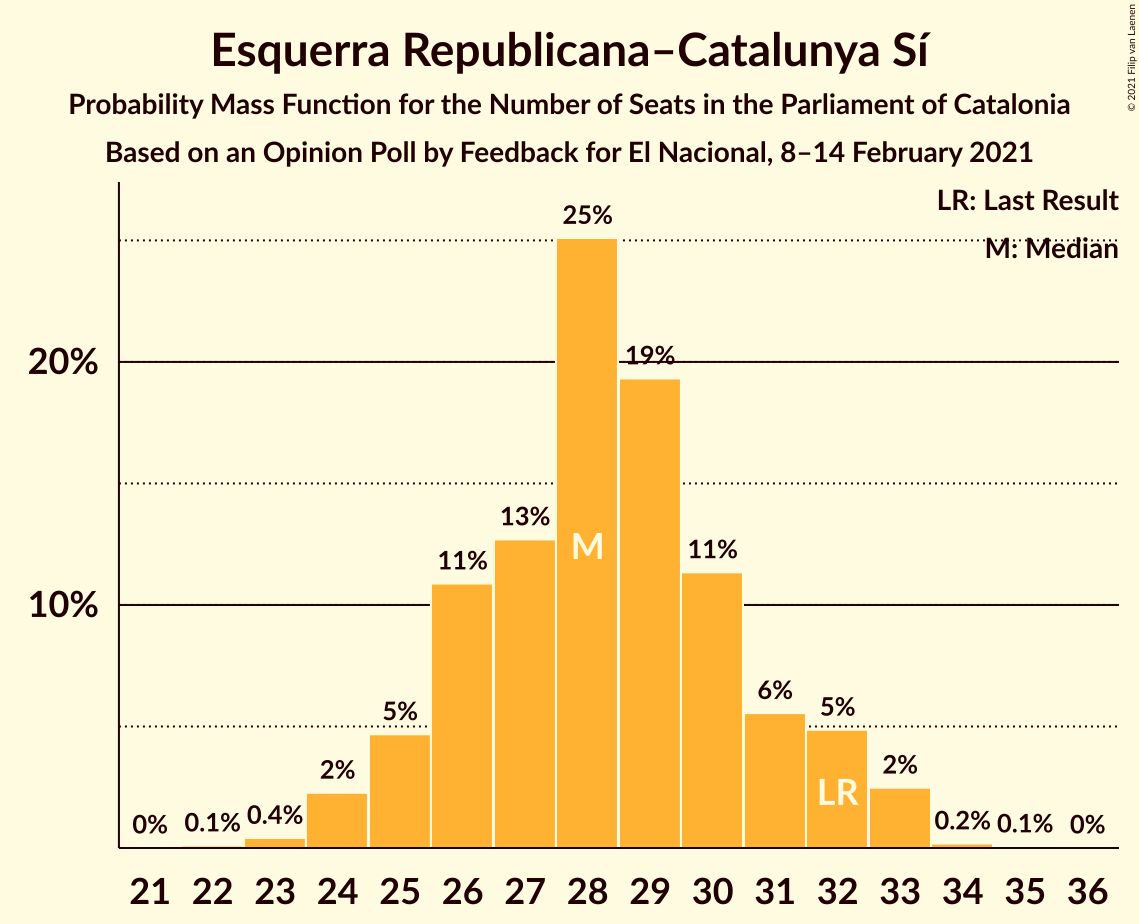 Esquerra Republicana–Catalunya Sí
Probability Mass Function for the Number of Seats in the Parliament of Catalonia
Based on an Opinion Poll by Feedback for El Nacional, 8–14 February 2021
© 2021 Filip van Laenen
LR: Last Result
M: Median
20%
10%
0%
0.1%
0.4%
2%
5%
11%
13%
25%
19%
11%
6%
5%
2%
0.2%
0.1%
0%
M
LR
21 22 23 24 25 26 27 28 29 30 31 32 33 34 35 36